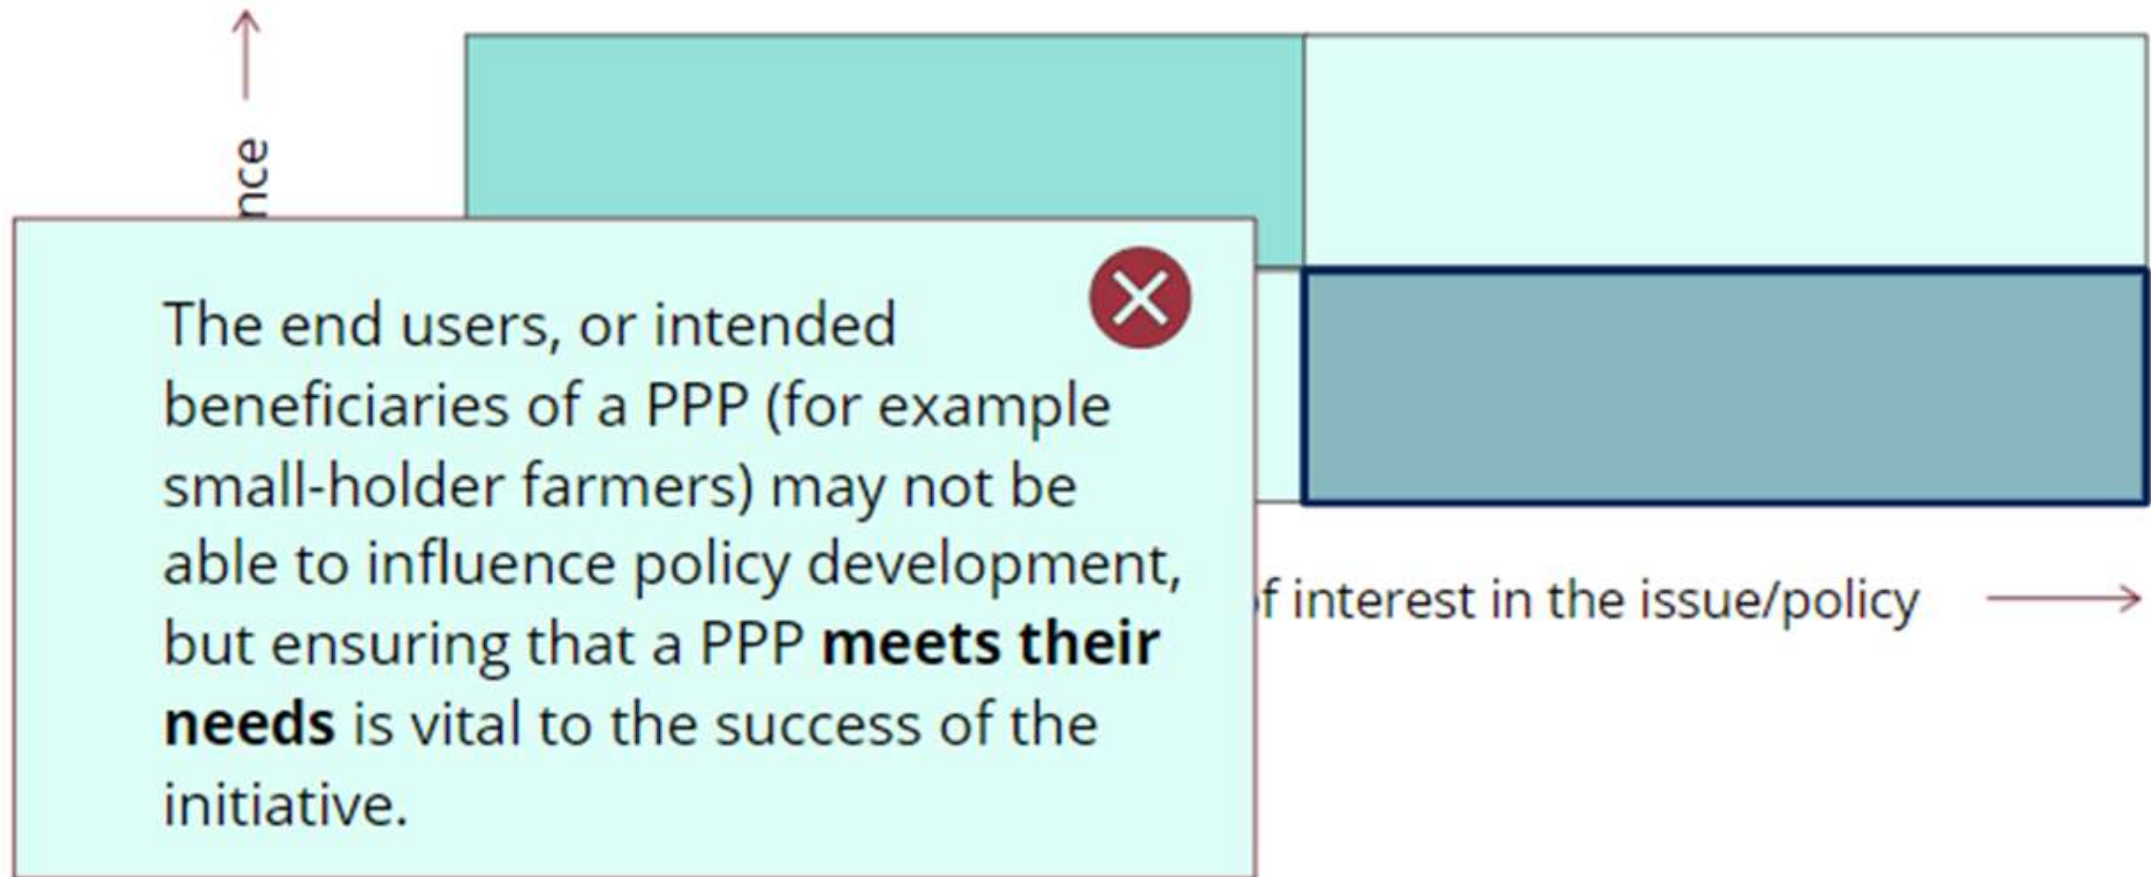 The end users, or intended
beneficiaries of a PPP (for example
small-holder farmers) may not be
able to influence policy development,
but ensuring that a PPP meets their
needs is vital to the success of the
initiative.
interest in the issue/policy